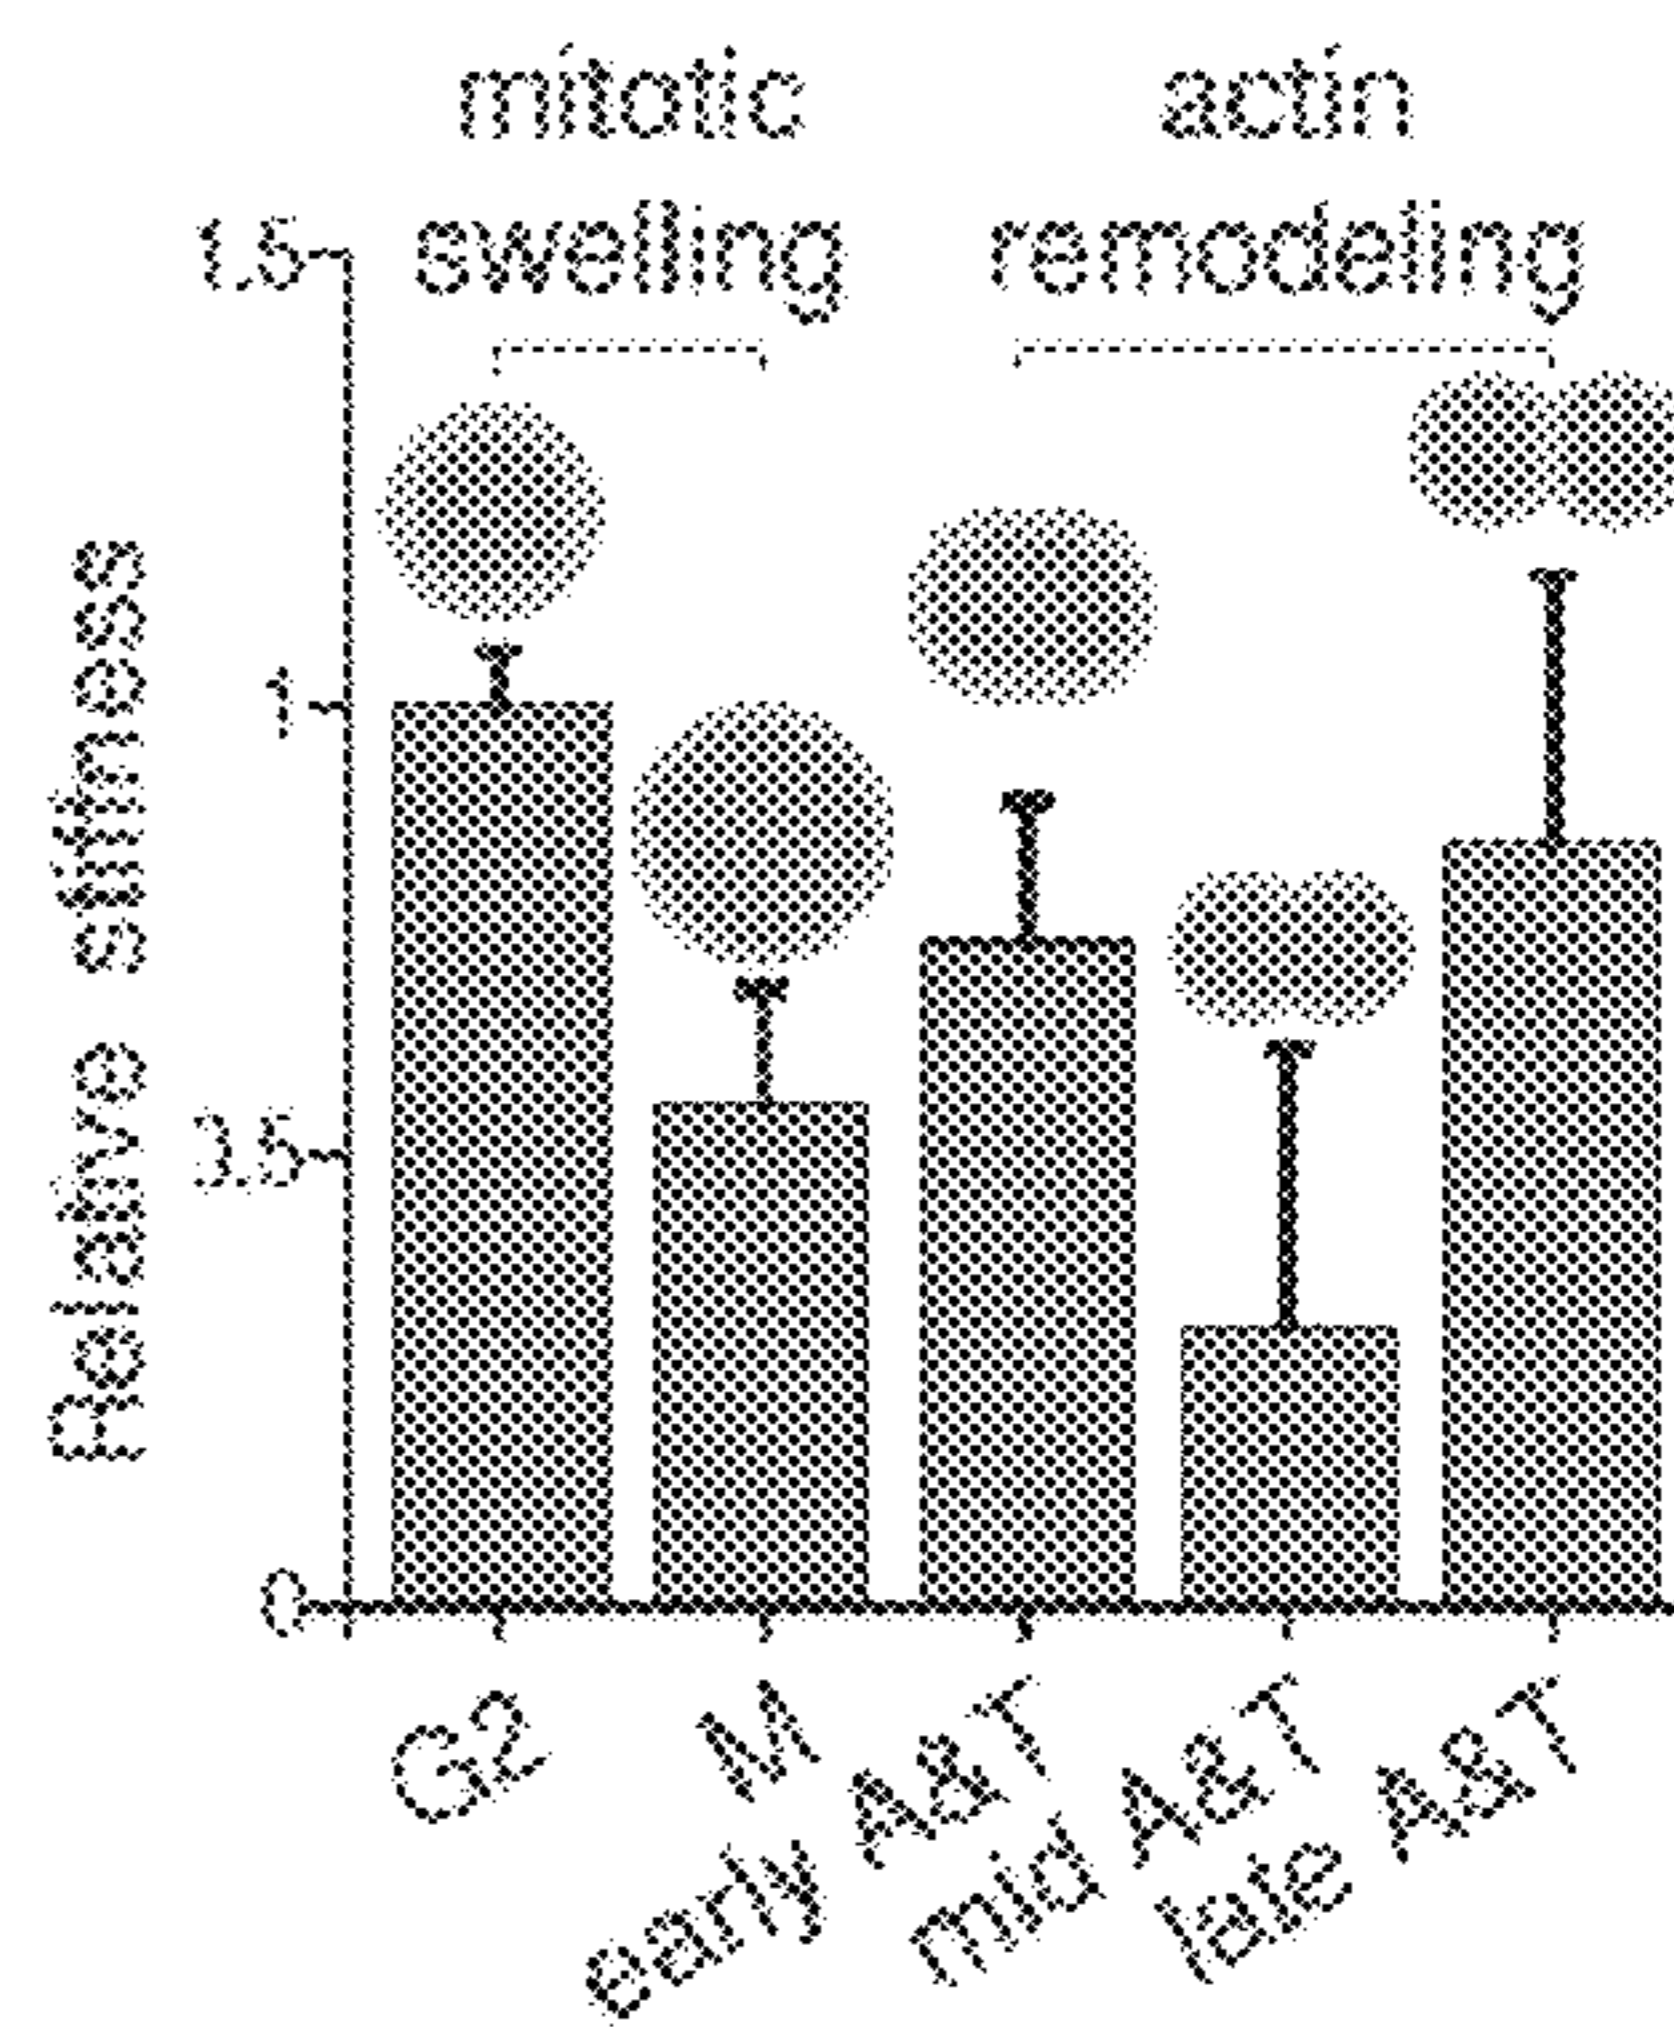 mitotic
swelling
actin
remodeling
Relative stiffness
1.5
1
0.5
0
G2
M
early A&T
mid A&T
late A&T